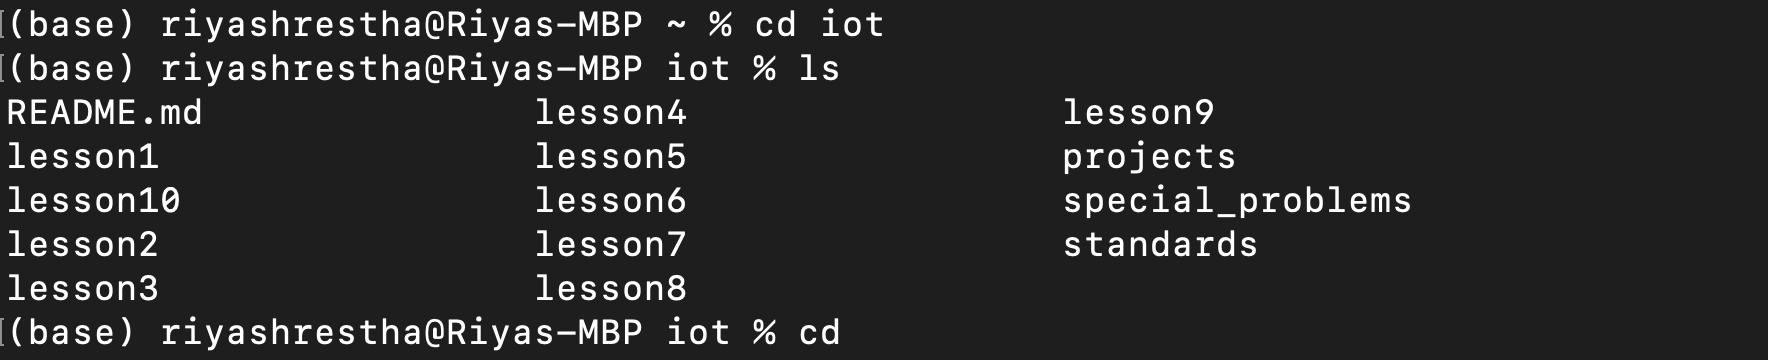 (base) riyashrestha@Riyas-MBP ~ % cd iot
(base) riyashrestha@Riyas-MBP iot % ls
README.md lesson4 lesson9
lesson1 lesson5 projects
lesson10 lesson6 special_problems
lesson2 lesson7 standards
lesson3 lesson8
(base) riyashrestha@Riyas-MBP iot % cd